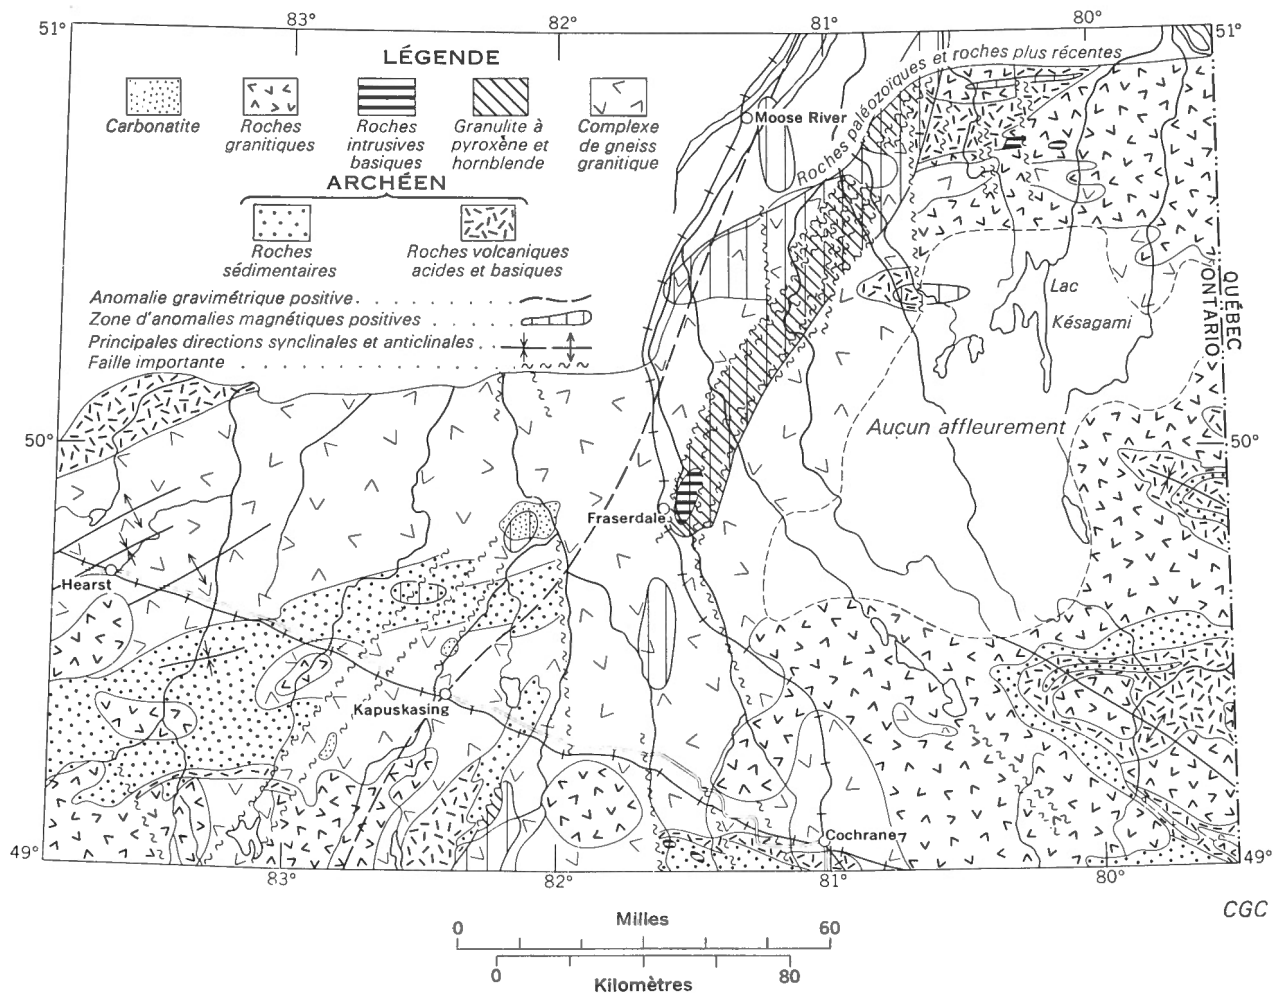 83°
82°
81°
80°
51°
51°
LÉGENDE
Carbonatite
Roches
granitiques
Roches
intrusives
basiques
Granulite à
pyroxène et
hornblende
Complexe
de gneiss
granitique
ARCHÉEN
Roches
sédimentaires
Roches volcaniques
acides et basiques
Anomalie gravimétrique positive
Zone d'anomalies magnétiques positives
Principales directions synclinales et anticlinales
Faille importante
Moose River
Roches paléozoïques et roches plus récentes
Lac
Késagami
QUÉBEC
ONTARIO
50°
50°
Aucun affleurement
Fraserdale
Hearst
Kapuskasing
Cochrane
49°
49°
83°
82°
81°
80°
CGC
Milles
0 60
0 80
Kilomètres